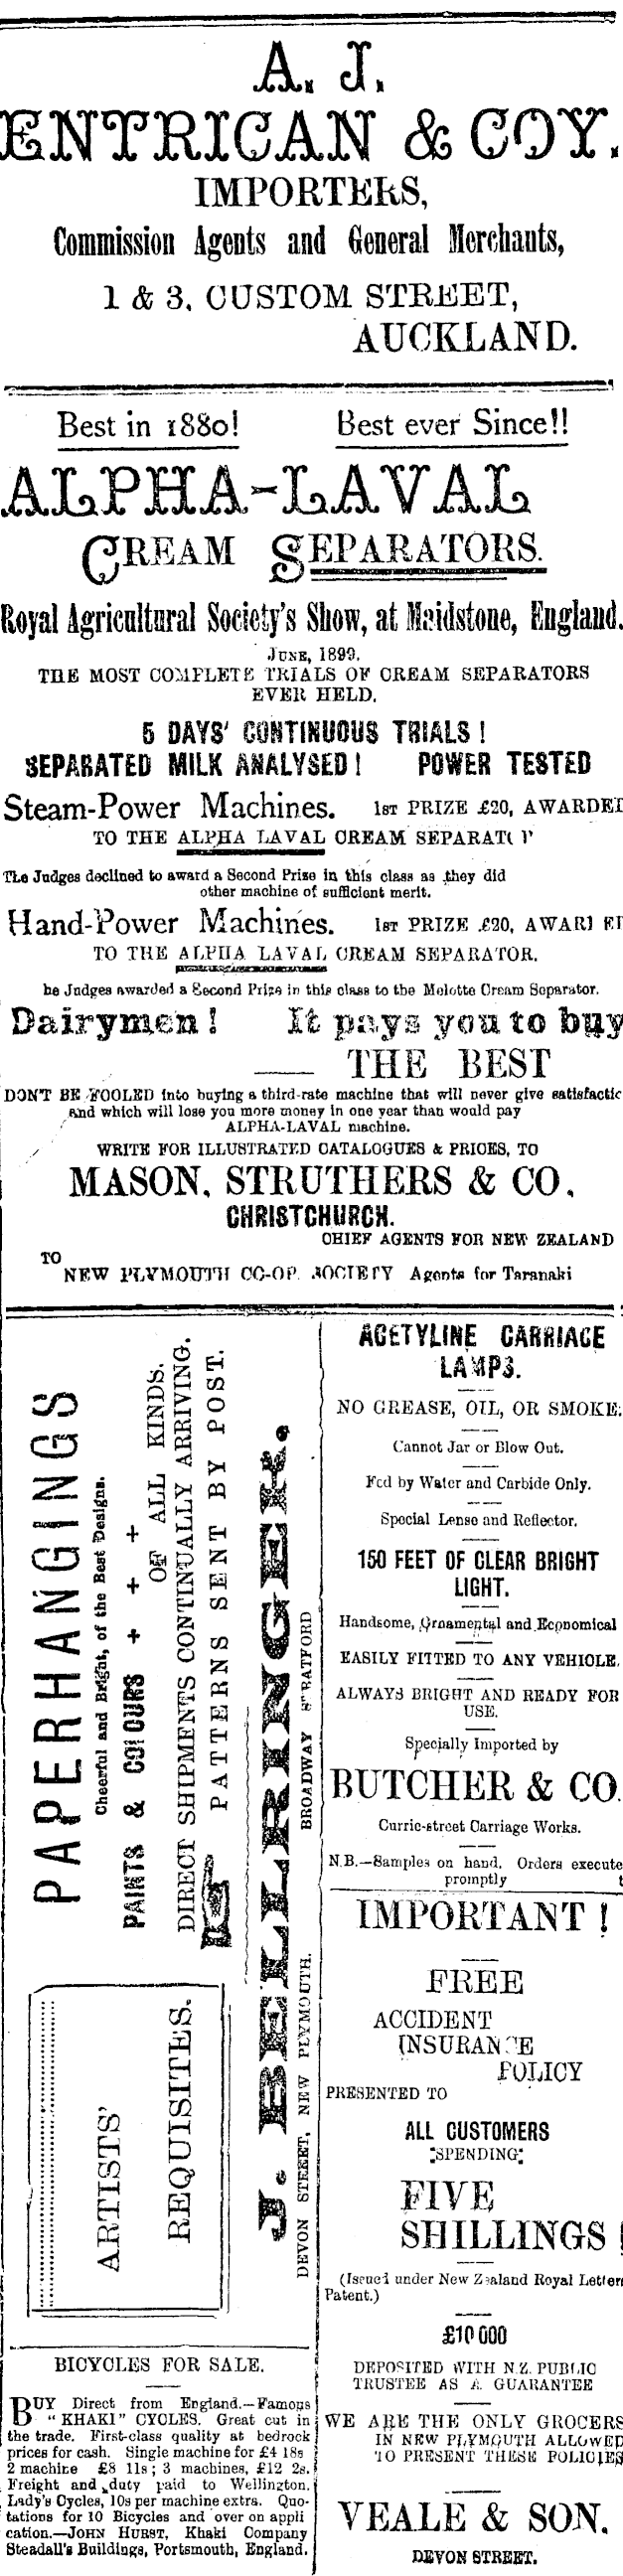 A. J.
ENTRICAN & COY.
IMPORTERS,
Commission Agents and General Merchants,
1 & 3, CUSTOM STREET,
AUCKLAND.
Best in 1880! Best ever Since!!
ALPHA-LAVAL
CREAM SEPARATORS.
Royal Agricultural Society's Show, at Maidstone, England.
JUNE, 1899.
THE MOST COMPLETE TRIALS OF CREAM SEPARATORS
EVER HELD.
5 DAYS' CONTINUOUS TRIALS!
SEPARATED MILK ANALYSED! POWER TESTED
Steam-Power Machines. 1ST PRIZE £20, AWARDED
TO THE ALPHA LAVAL CREAM SEPARAT
The Judges declined to award a Second Prize in this class as they did
other machine of sufficient merit.
Hand-Power Machines. 1ST PRIZE £20, AWAR
TO THE ALPHA LAVAL CREAM SEPARATOR.
he Judges awarded a Second Prize in this class to the Melotte Cream Separator.
Dairymen! It pays you to buy
THE BEST
DON'T BE FOOLED into buying a third-rate machine that will never give satisfactic
and which will lose you more money in one year than would pay
ALPHA-LAVAL machine.
WRITE FOR ILLUSTRATED CATALOGUES & PRICES, TO
MASON, STRUTHERS & CO,
CHRISTCHURCH.
CHIEF AGENTS FOR NEW ZEALAND
TO
NEW PLYMOUTH CO-OP. SOCIETY Agents for Taranaki
PAPERHANGINGS
Cheerful and Bright, of the Best Designs.
PAINTS & COLOURS + + +
OF ALL KINDS.
DIRECT SHIPMENTS CONTINUALLY ARRIVING.
PATTERNS SENT BY POST.
ARTISTS'
REQUISITES.
J. BELLRINGER.
DEVON STREET, NEW PLYMOUTH. BROADWAY STRATFORD
BICYCLES FOR SALE.
BUY Direct from England.—Famous
"KHAKI" CYCLES. Great cut in
the trade. First-class quality at bedrock
prices for cash. Single machine for £4 18s
2 machine £8 11s; 3 machines, £12 2s.
Freight and duty paid to Wellington.
Lady's Cycles, 10s per machine extra. Quo-
tations for 10 Bicycles and over on appli
cation.—JOHN HURST, Khaki Company
Steadall's Buildings, Portsmouth, England.
ACETYLINE CARRIAGE
LAMPS.
NO GREASE, OIL, OR SMOKE.
Cannot Jar or Blow Out.
Fed by Water and Carbide Only.
Special Lense and Reflector.
150 FEET OF CLEAR BRIGHT
LIGHT.
Handsome, Ornamental and Economical
EASILY FITTED TO ANY VEHICLE.
ALWAYS BRIGHT AND READY FOR
USE.
Specially Imported by
BUTCHER & CO.
Currie-street Carriage Works.
N.B.—Samples on hand. Orders execute
promptly
IMPORTANT!
FREE
ACCIDENT
INSURANCE
POLICY
PRESENTED TO
ALL CUSTOMERS
SPENDING
FIVE
SHILLINGS!
(Issued under New Zealand Royal Letter
Patent.)
£10 000
DEPOSITED WITH N.Z. PUBLIC
TRUSTEE AS A GUARANTEE
WE ARE THE ONLY GROCERS
IN NEW PLYMOUTH ALLOWED
TO PRESENT THESE POLICIES
VEALE & SON.
DEVON STREET.